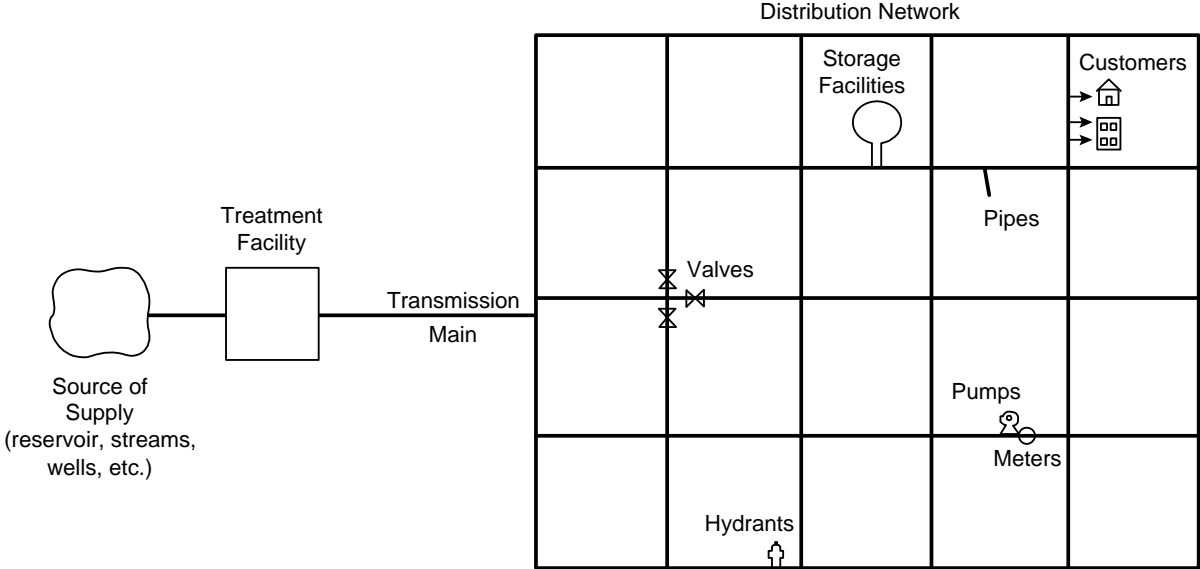 Distribution Network
Storage
Facilities
Customers
Treatment
Facility
Pipes
Valves
Transmission
Main
Source of
Supply
(reservoir, streams,
wells, etc.)
Pumps
Meters
Hydrants